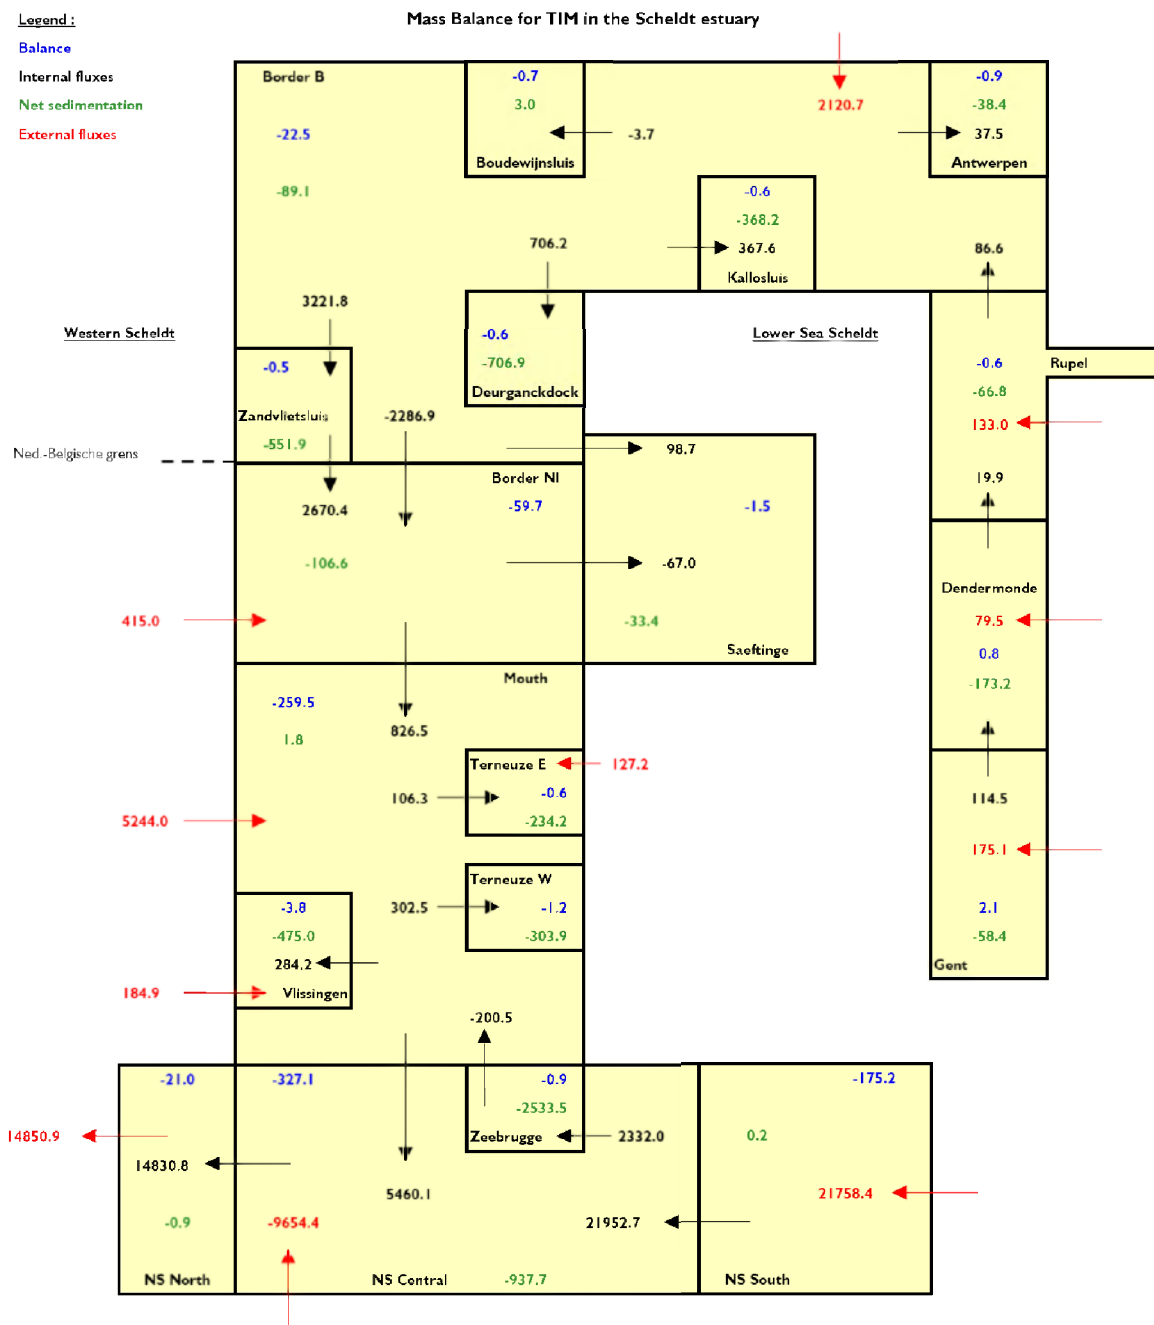 Legend :
Mass Balance for TIM in the Scheldt estuary
Balance
Internal fluxes
Net sedimentation
External fluxes
Border B
-22.5
-89.1
-0.7
3.0
-3.7
Boudewijnsluis
2120.7
-0.9
-38.4
37.5
Antwerpen
-0.6
-368.2
367.6
Kallosluis
706.2
86.6
3221.8
Western Scheldt
Lower Sea Scheldt
-0.5
Zandvlietsluis
-551.9
-0.6
-706.9
Deurganckdock
-2286.9
-0.6
Rupel
-66.8
133.0
19.9
Ned.-Belgische grens
98.7
Border Nl
2670.4
-59.7
-1.5
-106.6
-67.0
415.0
-33.4
Saeftinge
Dendermonde
79.5
0.8
-173.2
Mouth
-259.5
1.8
826.5
Terneuze E
127.2
106.3
-0.6
-234.2
5244.0
114.5
175.1
2.1
-58.4
Gent
Terneuze W
302.5
-1.2
-303.9
-3.8
-475.0
284.2
184.9
Vlissingen
-200.5
-21.0
-327.1
-0.9
-2533.5
Zeebrugge
2332.0
-175.2
14850.9
14830.8
0.2
5460.1
21758.4
-0.9
-9654.4
21952.7
NS North
NS Central
-937.7
NS South